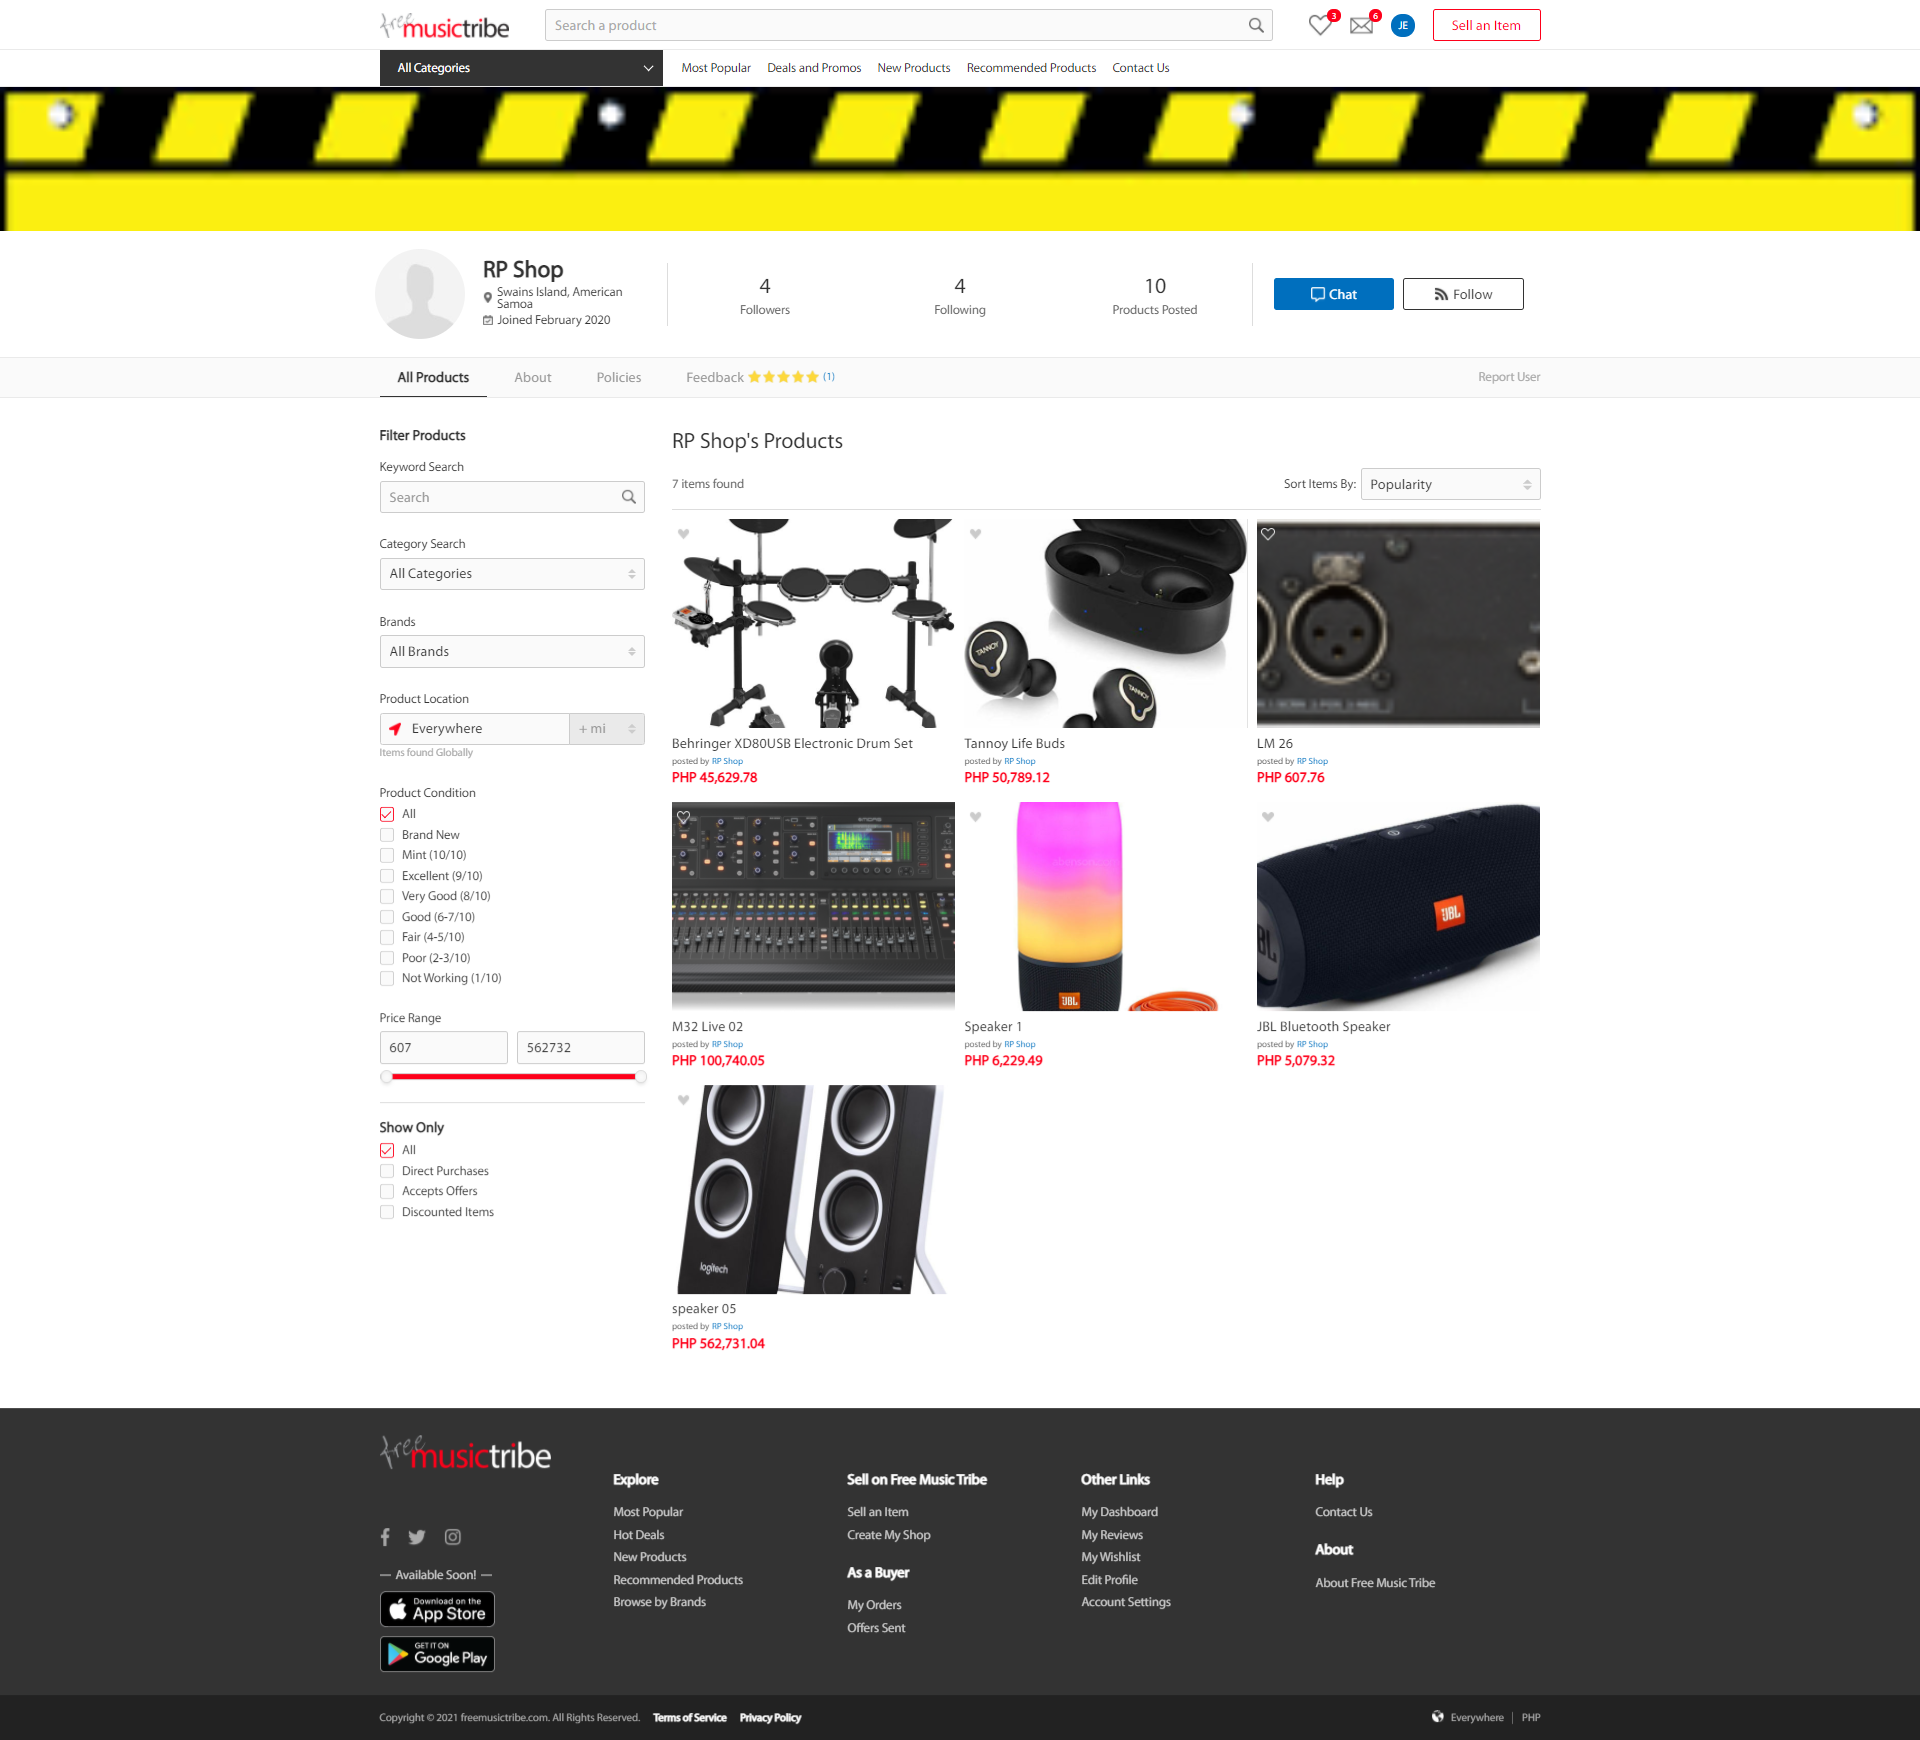 free musictribe
Search a product
3
6
JE
Sell an Item
All Categories
Most Popular
Deals and Promos
New Products
Recommended Products
Contact Us
RP Shop
Swains Island, American
Samoa
Joined February 2020
4
Followers
4
Following
10
Products Posted
Chat
Follow
All Products
About
Policies
Feedback
(1)
Report User
Filter Products
Keyword Search
Search
Category Search
All Categories
Brands
All Brands
Product Location
Everywhere
+ mi
Items found Globally
Product Condition
All
Brand New
Mint (10/10)
Excellent (9/10)
Very Good (8/10)
Good (6-7/10)
Fair (4-5/10)
Poor (2-3/10)
Not Working (1/10)
Price Range
607
562732
Show Only
All
Direct Purchases
Accepts Offers
Discounted Items
RP Shop's Products
7 items found
Sort Items By:
Popularity
TANNOY
TANNOY
Behringer XD80USB Electronic Drum Set
posted by RP Shop
PHP 45,629.78
Tannoy Life Buds
posted by RP Shop
PHP 50,789.12
LM 26
posted by RP Shop
PHP 607.76
MIDAS
JBL
JBL
JBL
M32 Live 02
posted by RP Shop
PHP 100,740.05
Speaker 1
posted by RP Shop
PHP 6,229.49
JBL Bluetooth Speaker
posted by RP Shop
PHP 5,079.32
logitech
speaker 05
posted by RP Shop
PHP 562,731.04
free musictribe
Available Soon!
Download on the
App Store
GET IT ON
Google Play
Explore
Most Popular
Hot Deals
New Products
Recommended Products
Browse by Brands
Sell on Free Music Tribe
Sell an Item
Create My Shop
As a Buyer
My Orders
Offers Sent
Other Links
My Dashboard
My Reviews
My Wishlist
Edit Profile
Account Settings
Help
Contact Us
About
About Free Music Tribe
Copyright © 2021 freemusictribe.com. All Rights Reserved.
Terms of Service
Privacy Policy
Everywhere
PHP